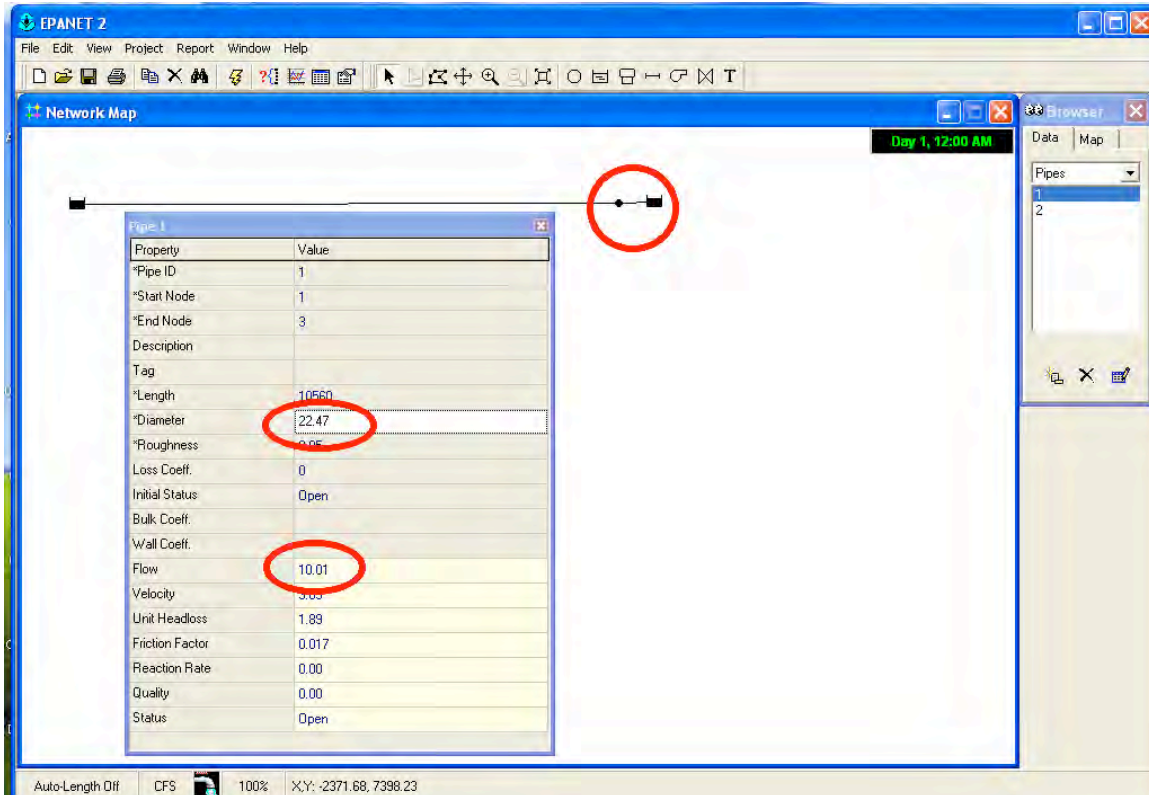 EPANET 2
File Edit View Project Report Window Help
T
Network Map
Browser
Day 1, 12:00 AM
Data Map
Pipes
1
2
Pipe 1
Property Value
*Pipe ID 1
*Start Node 1
*End Node 3
Description
Tag
*Length 10560
*Diameter 22.47
*Roughness
Loss Coeff. 0
Initial Status Open
Bulk Coeff.
Wall Coeff.
Flow 10.01
Velocity
Unit Headloss 1.89
Friction Factor 0.017
Reaction Rate 0.00
Quality 0.00
Status Open
Auto-Length Off CFS 100% X,Y: -2371.68, 7398.23